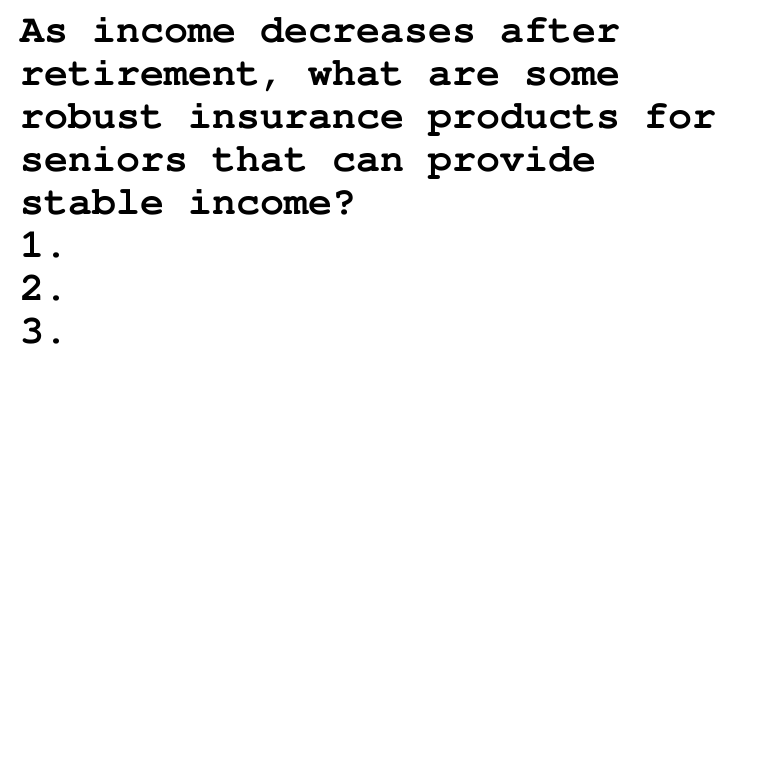 As income decreases after
retirement, what are some
robust insurance products for
seniors that can provide
stable income?
1.
2.
3.